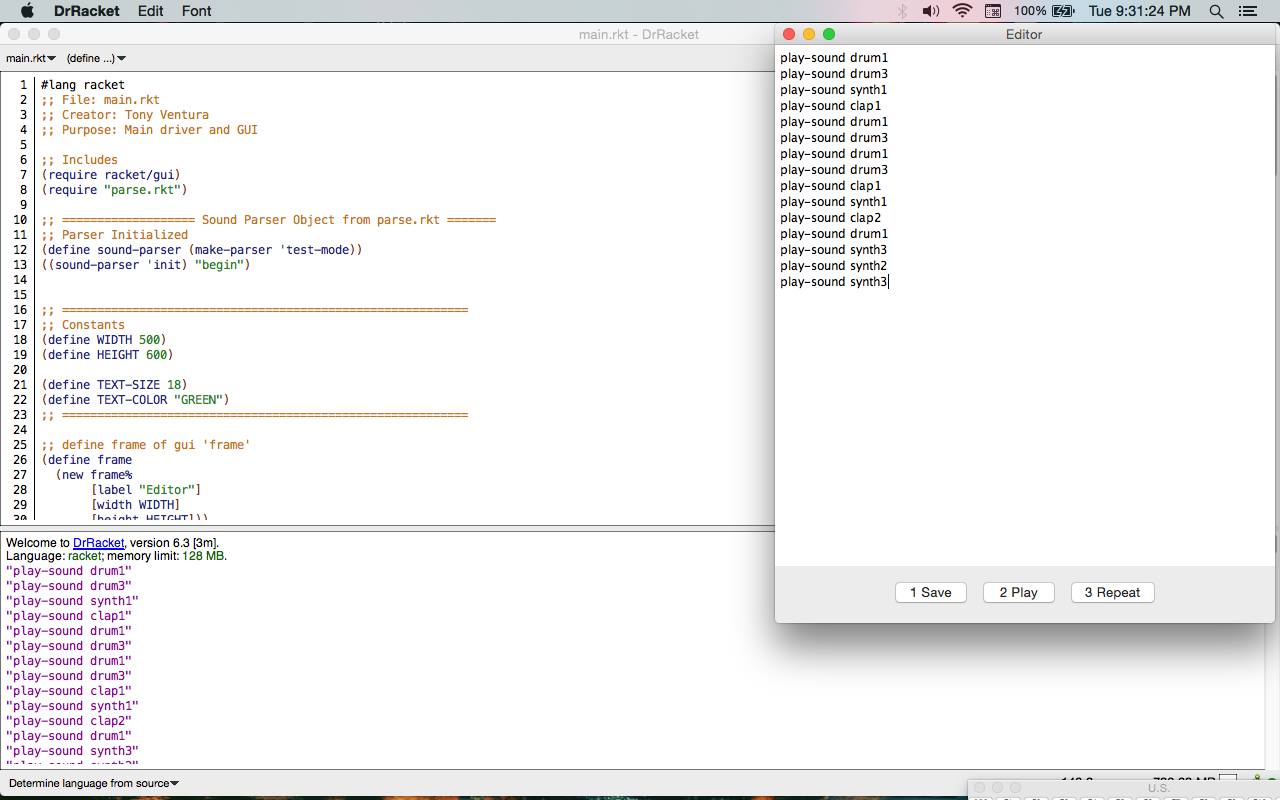 DrRacket Edit Font 100% Tue 9:31:24 PM
main.rkt - DrRacket
main.rkt (define ...)
1 #lang racket
2 ;; File: main.rkt
3 ;; Creator: Tony Ventura
4 ;; Purpose: Main driver and GUI
5
6 ;; Includes
7 (require racket/gui)
8 (require "parse.rkt")
9
10 ;; =================== Sound Parser Object from parse.rkt =======
11 ;; Parser Initialized
12 (define sound-parser (make-parser 'test-mode))
13 ((sound-parser 'init) "begin")
14
15
16 ;; ==========================================================
17 ;; Constants
18 (define WIDTH 500)
19 (define HEIGHT 600)
20
21 (define TEXT-SIZE 18)
22 (define TEXT-COLOR "GREEN")
23 ;; ==========================================================
24
25 ;; define frame of gui 'frame'
26 (define frame
27 (new frame%
28 [label "Editor"]
29 [width WIDTH]
30 [height HEIGHT]))
Welcome to DrRacket, version 6.3 [3m].
Language: racket; memory limit: 128 MB.
"play-sound drum1"
"play-sound drum3"
"play-sound synth1"
"play-sound clap1"
"play-sound drum1"
"play-sound drum3"
"play-sound drum1"
"play-sound drum3"
"play-sound clap1"
"play-sound synth1"
"play-sound clap2"
"play-sound drum1"
"play-sound synth3"
Determine language from source
Editor
play-sound drum1
play-sound drum3
play-sound synth1
play-sound clap1
play-sound drum1
play-sound drum3
play-sound drum1
play-sound drum3
play-sound clap1
play-sound synth1
play-sound clap2
play-sound drum1
play-sound synth3
play-sound synth2
play-sound synth3
1 Save 2 Play 3 Repeat
U.S.